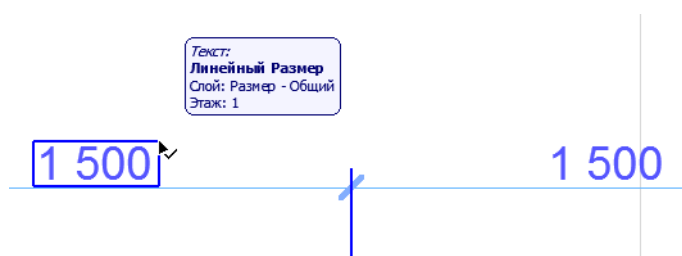 Текст:
Линейный Размер
Слой: Размер - Общий
Этаж: 1
1 500
1 500